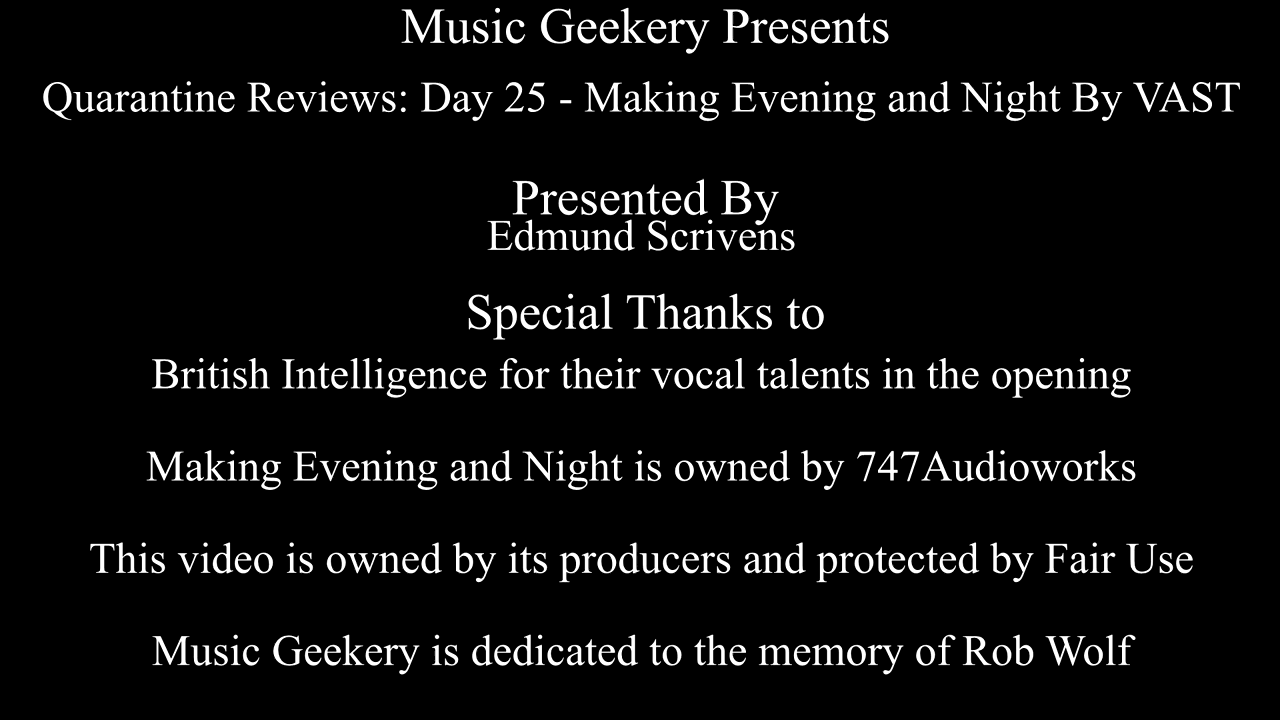 Music Geekery Presents
Quarantine Reviews: Day 25 - Making Evening and Night By VAST
Presented By
Edmund Scrivens
Special Thanks to
British Intelligence for their vocal talents in the opening
Making Evening and Night is owned by 747Audioworks
This video is owned by its producers and protected by Fair Use
Music Geekery is dedicated to the memory of Rob Wolf